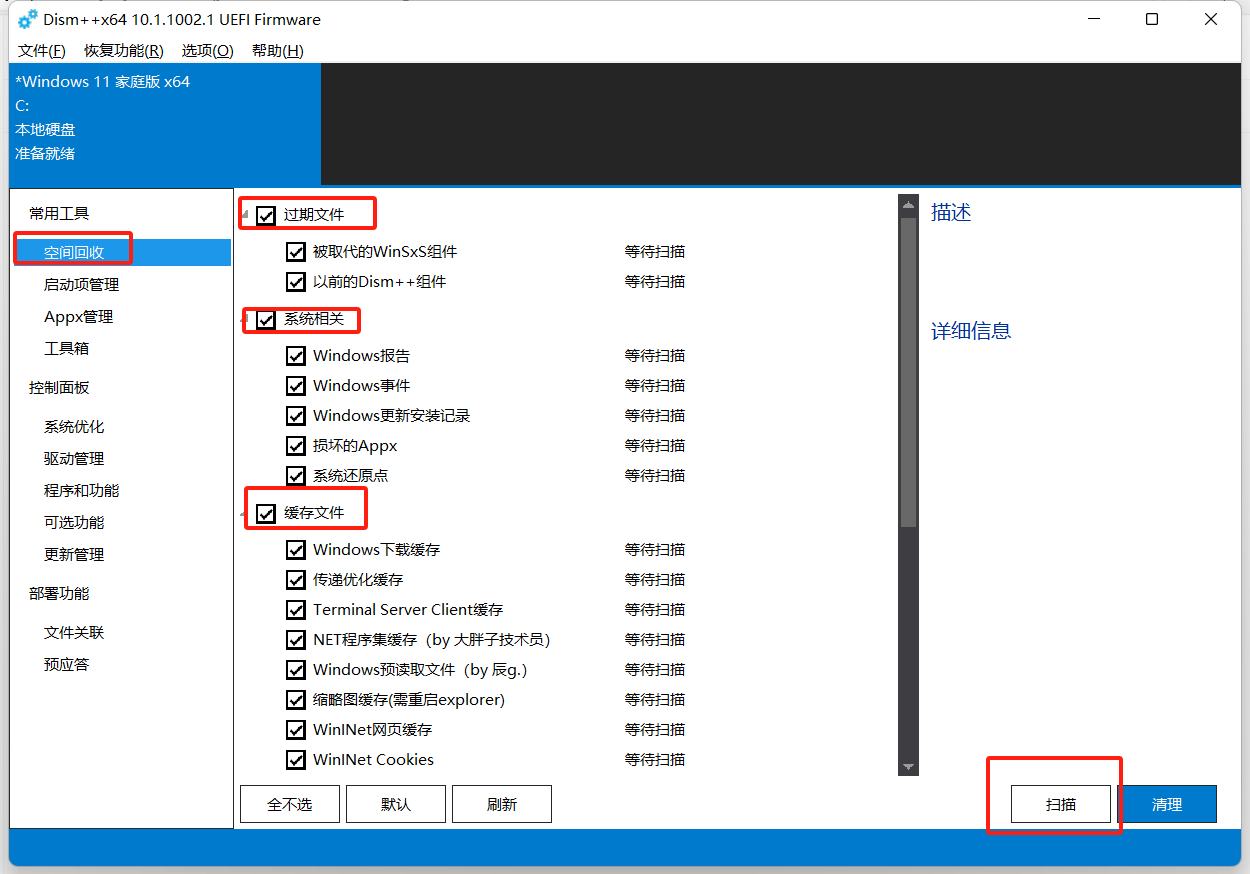 Dism++x64 10.1.1002.1 UEFI Firmware
文件(F) 恢复功能(R) 选项(O) 帮助(H)
*Windows 11 家庭版 x64
C:
本地硬盘
准备就绪
常用工具
空间回收
启动项管理
Appx管理
工具箱
控制面板
系统优化
驱动管理
程序和功能
可选功能
更新管理
部署功能
文件关联
预应答
过期文件
被取代的WinSxS组件 等待扫描
以前的Dism++组件 等待扫描
系统相关
Windows报告 等待扫描
Windows事件 等待扫描
Windows更新安装记录 等待扫描
损坏的Appx 等待扫描
系统还原点 等待扫描
缓存文件
Windows下载缓存 等待扫描
传递优化缓存 等待扫描
Terminal Server Client缓存 等待扫描
NET程序集缓存（by 大胖子技术员） 等待扫描
Windows预读取文件（by 辰g.） 等待扫描
缩略图缓存(需重启explorer) 等待扫描
WinINet网页缓存 等待扫描
WinINet Cookies 等待扫描
全不选 默认 刷新
描述
详细信息
扫描 清理